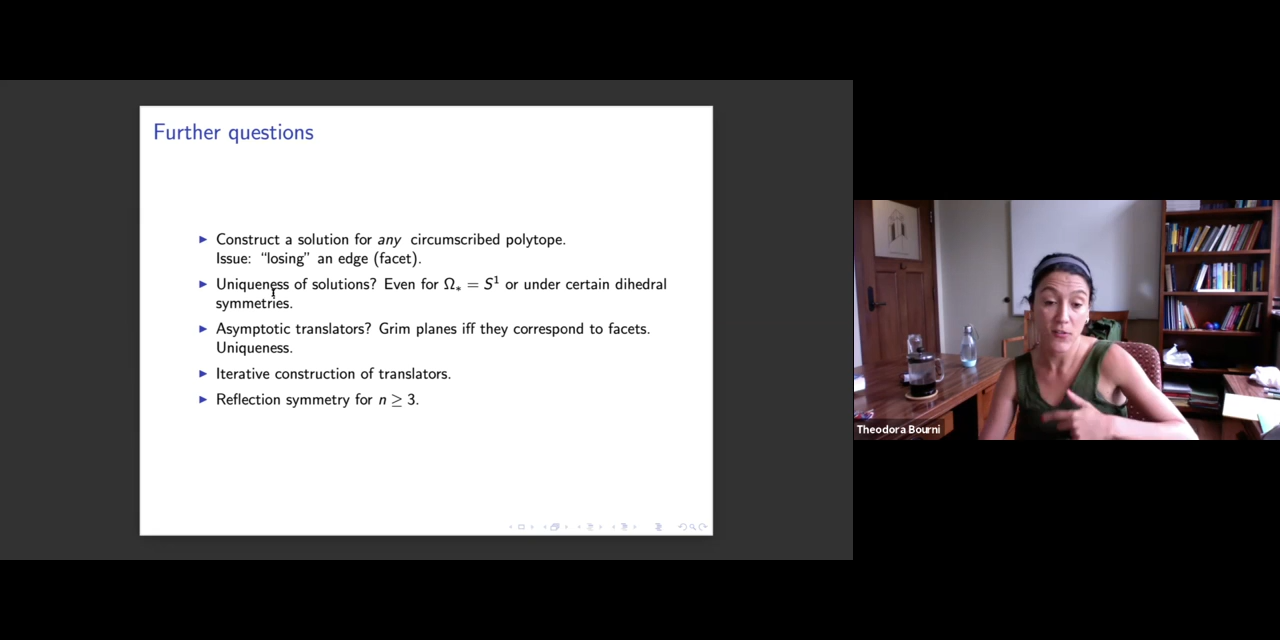 Further questions
▶ Construct a solution for any circumscribed polytope.
Issue: “losing” an edge (facet).
▶ Uniqueness of solutions? Even for Ω* = S¹ or under certain dihedral
symmetries.
▶ Asymptotic translators? Grim planes iff they correspond to facets.
Uniqueness.
▶ Iterative construction of translators.
▶ Reflection symmetry for n ≥ 3.
Theodora Bourni